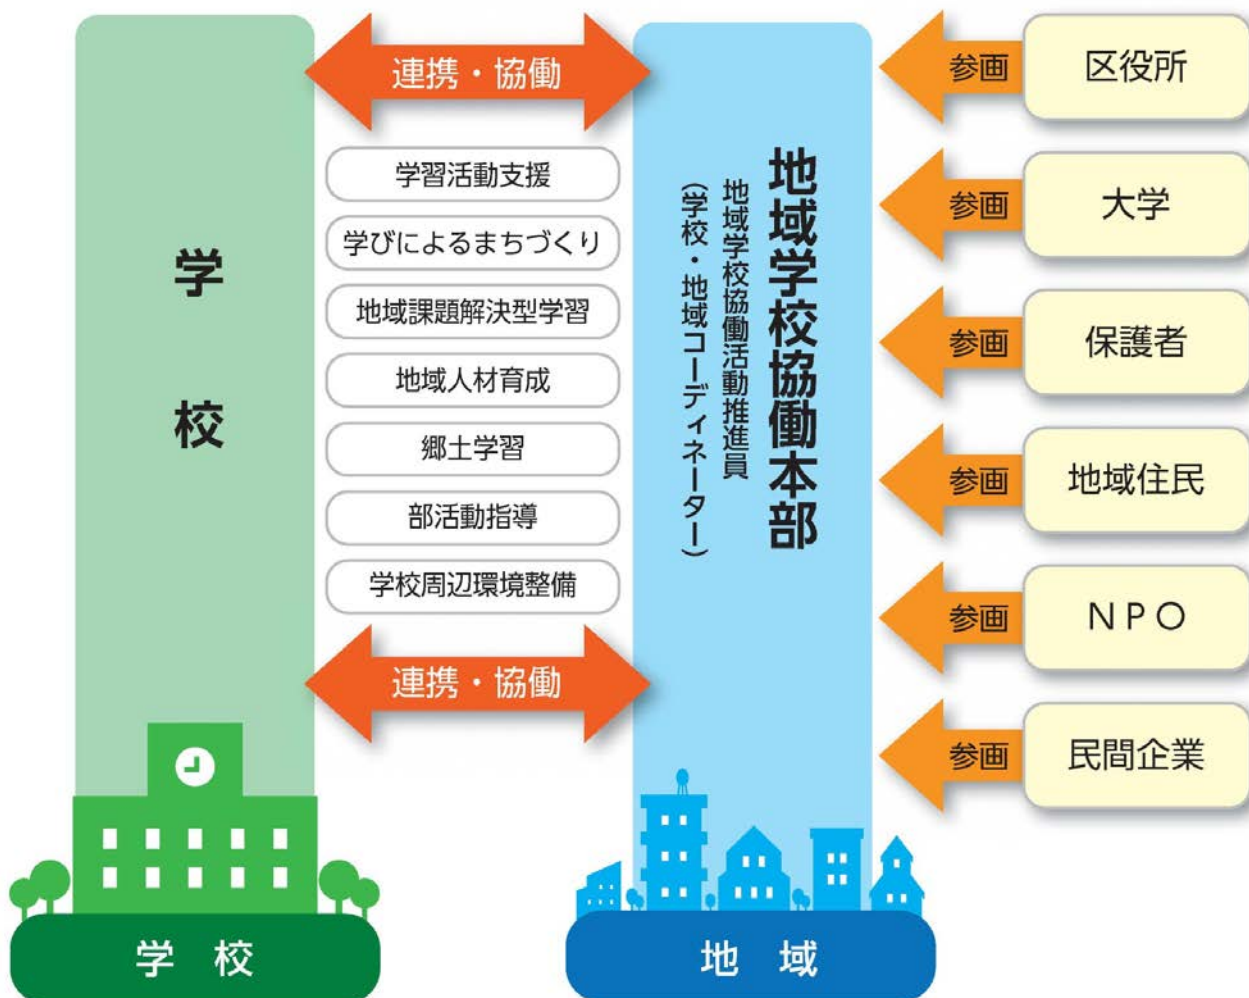 学校
連携・協働
学習活動支援
学びによるまちづくり
地域課題解決型学習
地域人材育成
郷土学習
部活動指導
学校周辺環境整備
連携・協働
地域学校協働本部
地域学校協働活動推進員
（学校・地域コーディネーター）
参画
区役所
参画
大学
参画
保護者
参画
地域住民
参画
ＮＰＯ
参画
民間企業
学校
地域